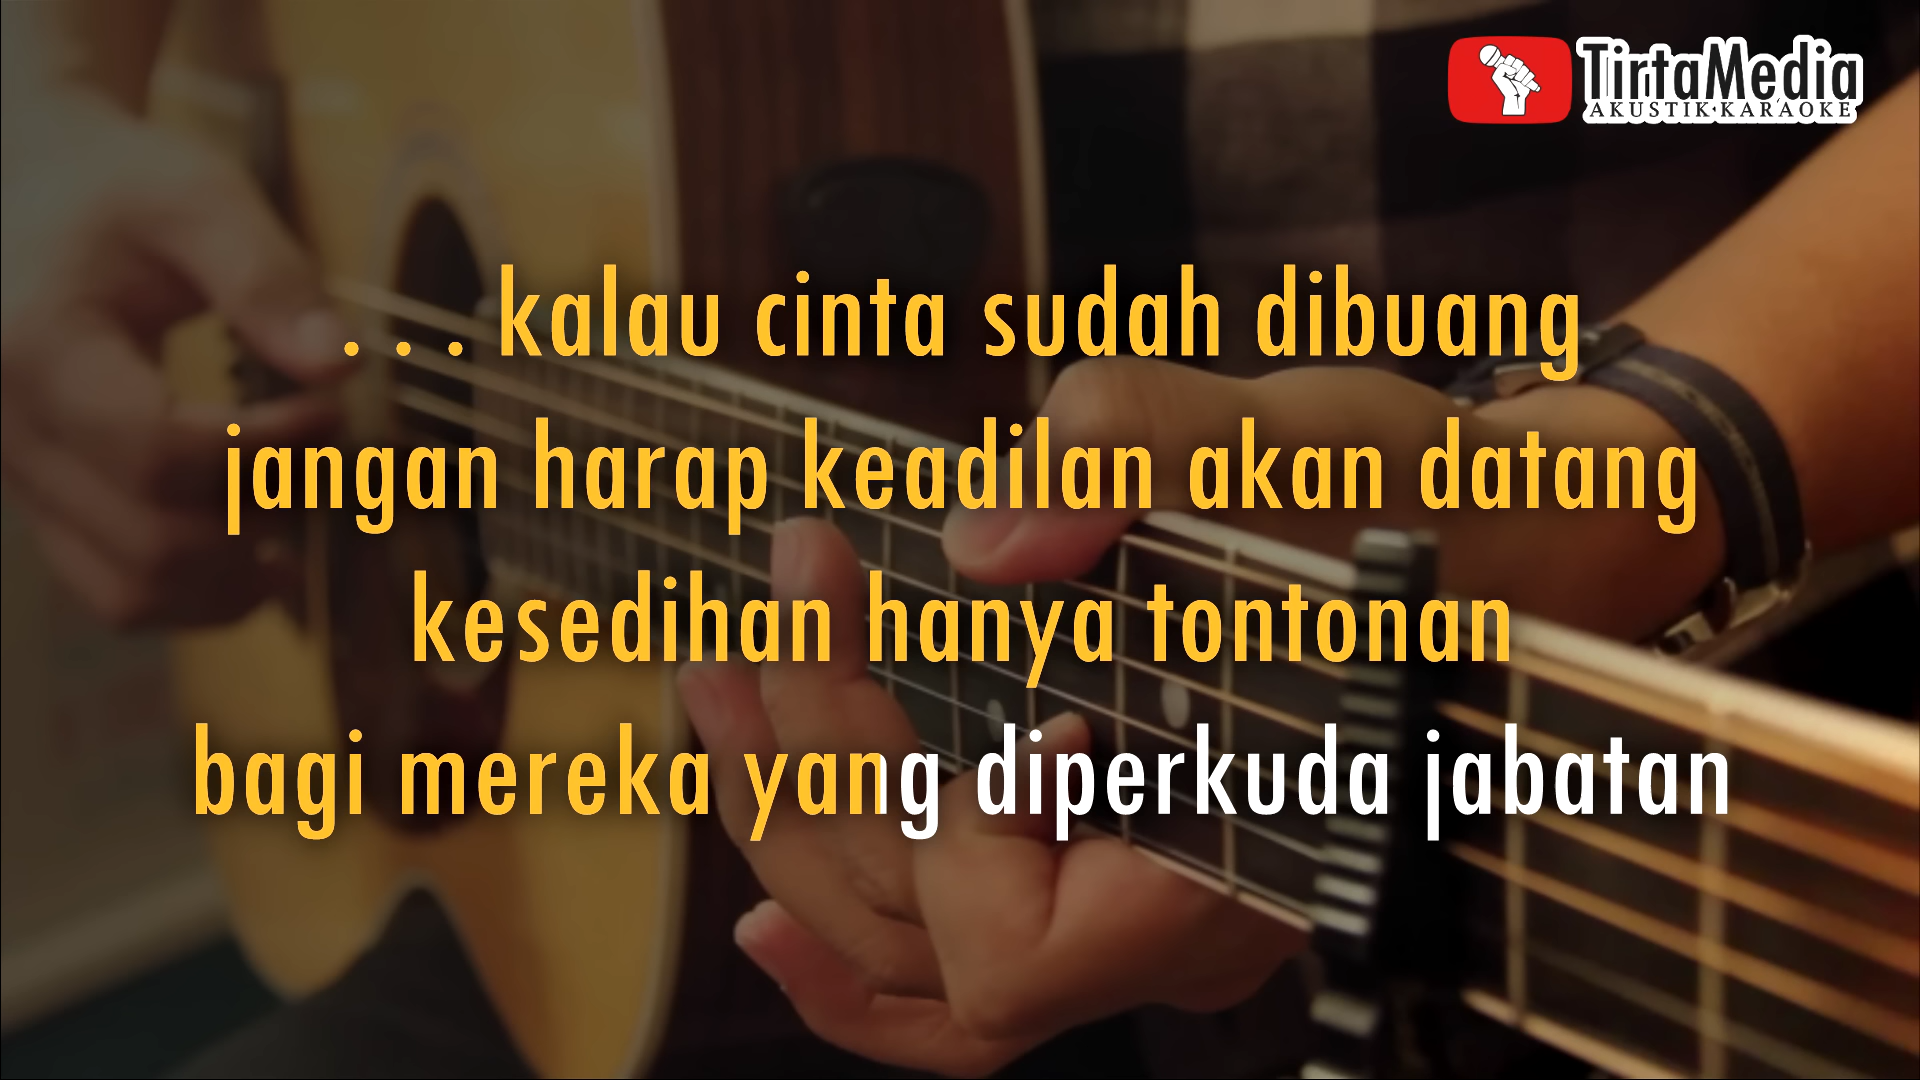 TirtaMedia
AKUSTIK KARAOKE
. . . kalau cinta sudah dibuang
jangan harap keadilan akan datang
kesedihan hanya tontonan
bagi mereka yang diperkuda jabatan